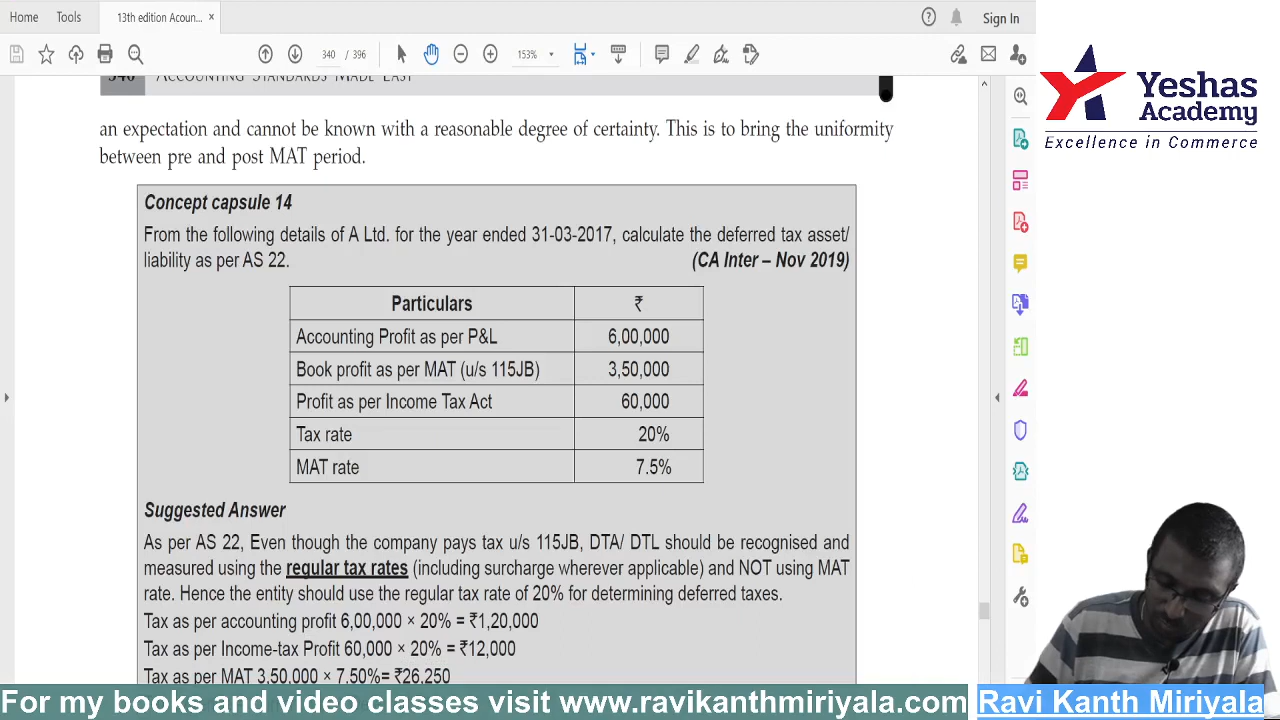 Home
Tools
13th edition Acoun...
×
?
Sign In
340 / 396
153%
340 ACCOUNTING STANDARDS MADE EASY
an expectation and cannot be known with a reasonable degree of certainty. This is to bring the uniformity
between pre and post MAT period.
Concept capsule 14
From the following details of A Ltd. for the year ended 31-03-2017, calculate the deferred tax asset/
liability as per AS 22. (CA Inter – Nov 2019)
Particulars ₹
Accounting Profit as per P&L 6,00,000
Book profit as per MAT (u/s 115JB) 3,50,000
Profit as per Income Tax Act 60,000
Tax rate 20%
MAT rate 7.5%
Suggested Answer
As per AS 22, Even though the company pays tax u/s 115JB, DTA/ DTL should be recognised and
measured using the regular tax rates (including surcharge wherever applicable) and NOT using MAT
rate. Hence the entity should use the regular tax rate of 20% for determining deferred taxes.
Tax as per accounting profit 6,00,000 × 20% = ₹1,20,000
Tax as per Income-tax Profit 60,000 × 20% = ₹12,000
Tax as per MAT 3,50,000 × 7.50%= ₹26,250
Yeshas
Academy
Excellence in Commerce
For my books and video classes visit www.ravikanthmiriyala.com
Ravi Kanth Miriyala